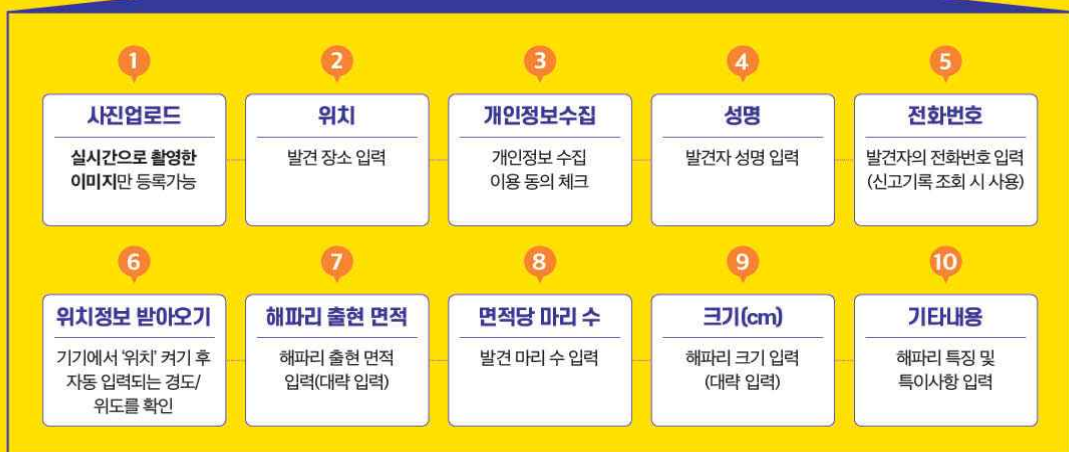 1
사진업로드
실시간으로 촬영한
이미지만 등록가능
2
위치
발견 장소 입력
3
개인정보수집
개인정보 수집
이용 동의 체크
4
성명
발견자 성명 입력
5
전화번호
발견자의 전화번호 입력
(신고기록 조회 시 사용)
6
위치정보 받아오기
기기에서 '위치' 켜기 후
자동 입력되는 경도/
위도를 확인
7
해파리 출현 면적
해파리 출현 면적
입력(대략 입력)
8
면적당 마리 수
발견 마리 수 입력
9
크기(cm)
해파리 크기 입력
(대략 입력)
10
기타내용
해파리 특징 및
특이사항 입력